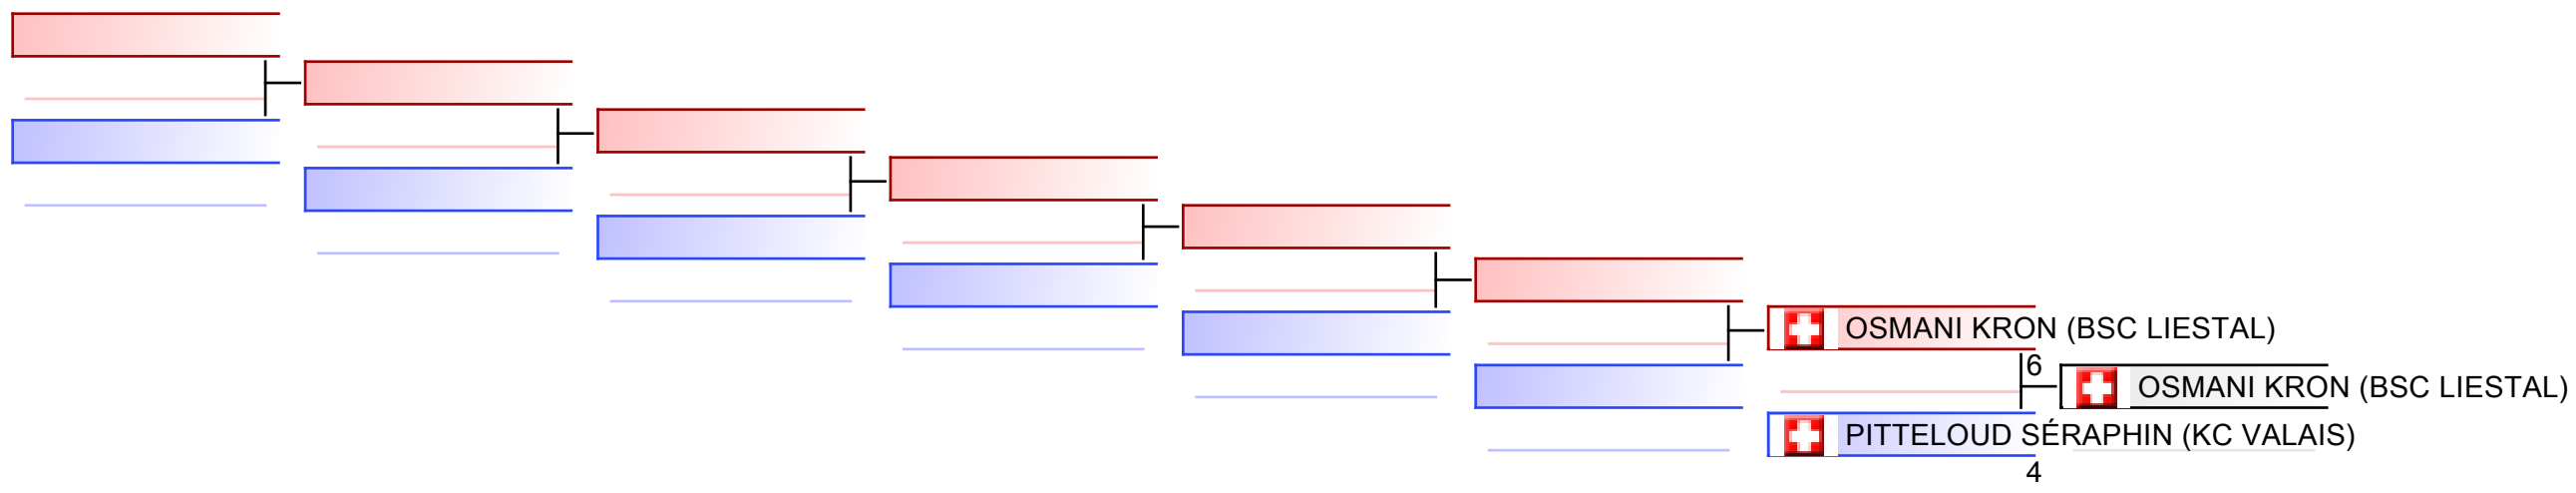 OSMANI KRON (BSC LIESTAL)
6
OSMANI KRON (BSC LIESTAL)
PITTELOUD SÉRAPHIN (KC VALAIS)
4